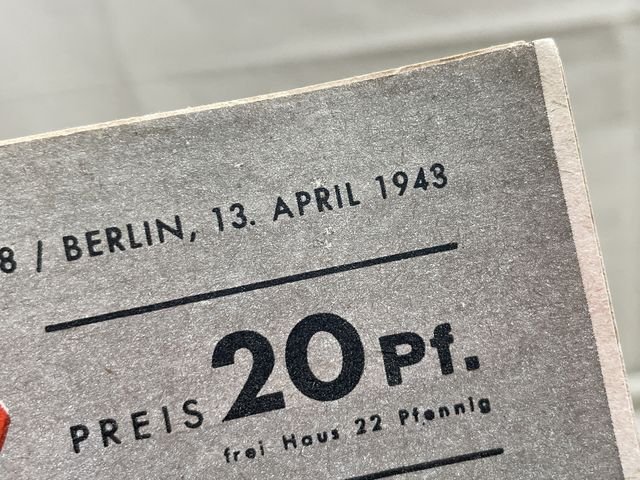 8 / BERLIN, 13. APRIL 1943
PREIS 20 Pf.
frei Haus 22 Pfennig